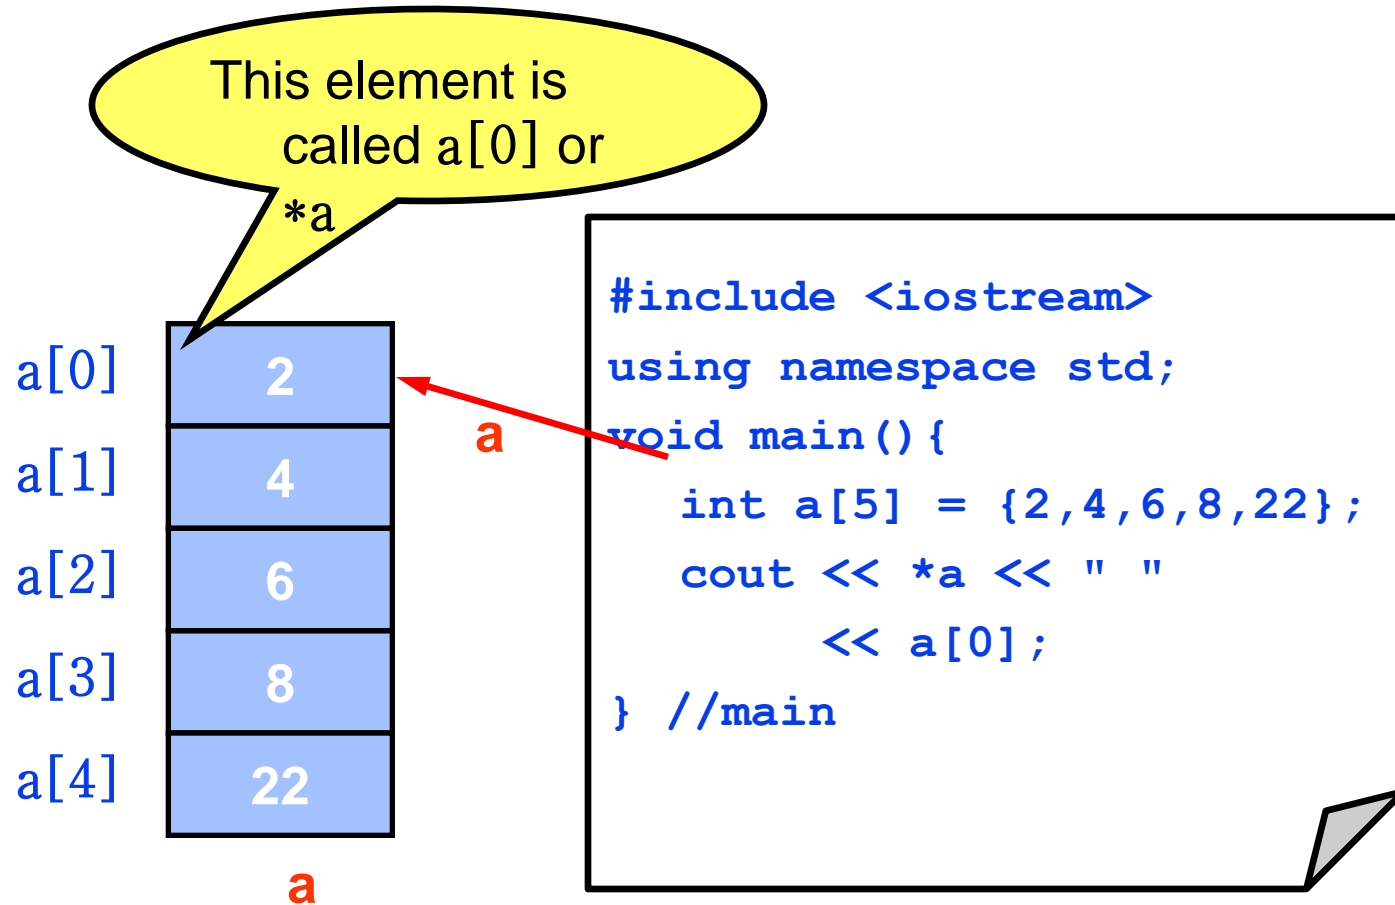 This element is
called a[0] or
*a
a[0]
2
a[1]
4
a[2]
6
a[3]
8
a[4]
22
a
a
#include <iostream>
using namespace std;
void main(){
int a[5] = {2,4,6,8,22};
cout << *a << " "
<< a[0];
} //main